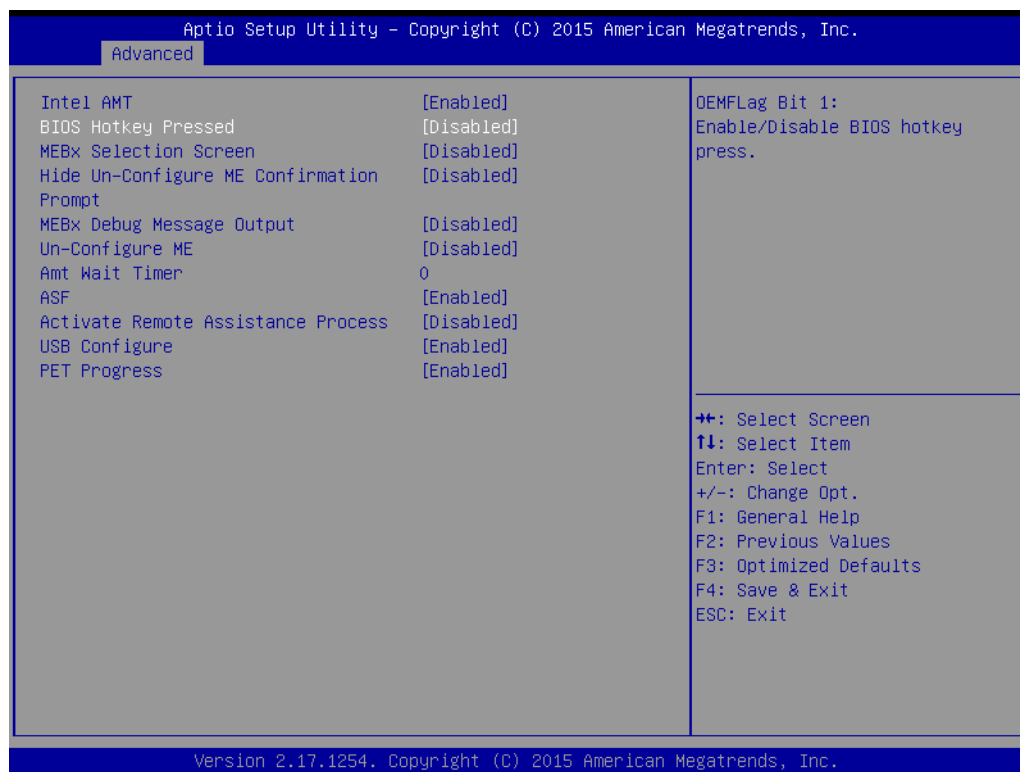 Aptio Setup Utility – Copyright (C) 2015 American Megatrends, Inc.
Advanced
Intel AMT [Enabled]
BIOS Hotkey Pressed [Disabled]
MEBx Selection Screen [Disabled]
Hide Un-Configure ME Confirmation [Disabled]
Prompt
MEBx Debug Message Output [Disabled]
Un-Configure ME [Disabled]
Amt Wait Timer 0
ASF [Enabled]
Activate Remote Assistance Process [Disabled]
USB Configure [Enabled]
PET Progress [Enabled]
OEMFLag Bit 1:
Enable/Disable BIOS hotkey
press.
→←: Select Screen
↑↓: Select Item
Enter: Select
+/-: Change Opt.
F1: General Help
F2: Previous Values
F3: Optimized Defaults
F4: Save & Exit
ESC: Exit
Version 2.17.1254. Copyright (C) 2015 American Megatrends, Inc.